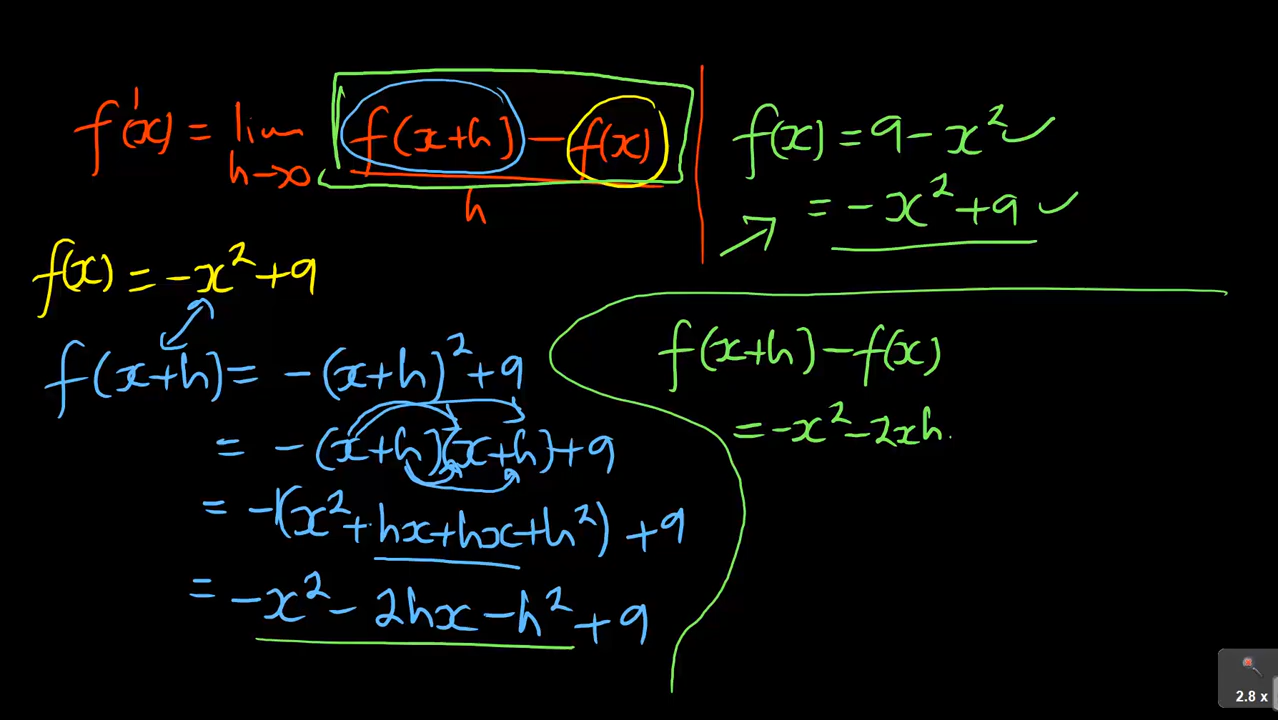 f'(x) = lim h→0 f(x+h) − f(x) / h
f(x) = 9 − x² ✓
= −x² + 9 ✓
f(x) = −x² + 9
f(x+h) = −(x+h)² + 9
= −(x+h)(x+h) + 9
= −1(x² + hx + hx + h²) + 9
= −x² − 2hx − h² + 9
f(x+h) − f(x)
= −x² − 2xh
2.8 x